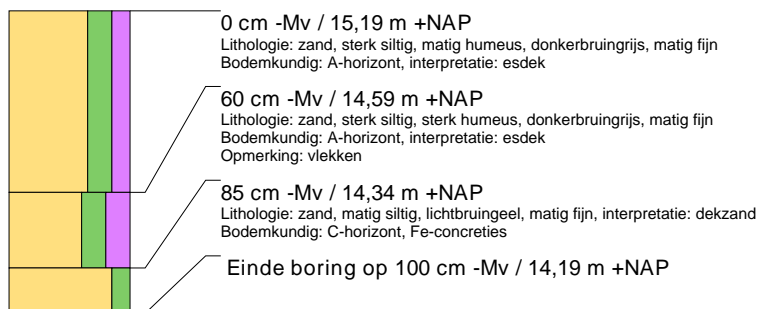 0 cm -Mv / 15,19 m +NAP
Lithologie: zand, sterk siltig, matig humeus, donkerbruingrijs, matig fijn
Bodemkundig: A-horizont, interpretatie: esdek
60 cm -Mv / 14,59 m +NAP
Lithologie: zand, sterk siltig, sterk humeus, donkerbruingrijs, matig fijn
Bodemkundig: A-horizont, interpretatie: esdek
Opmerking: vlekken
85 cm -Mv / 14,34 m +NAP
Lithologie: zand, matig siltig, lichtbruingeel, matig fijn, interpretatie: dekzand
Bodemkundig: C-horizont, Fe-concreties
Einde boring op 100 cm -Mv / 14,19 m +NAP